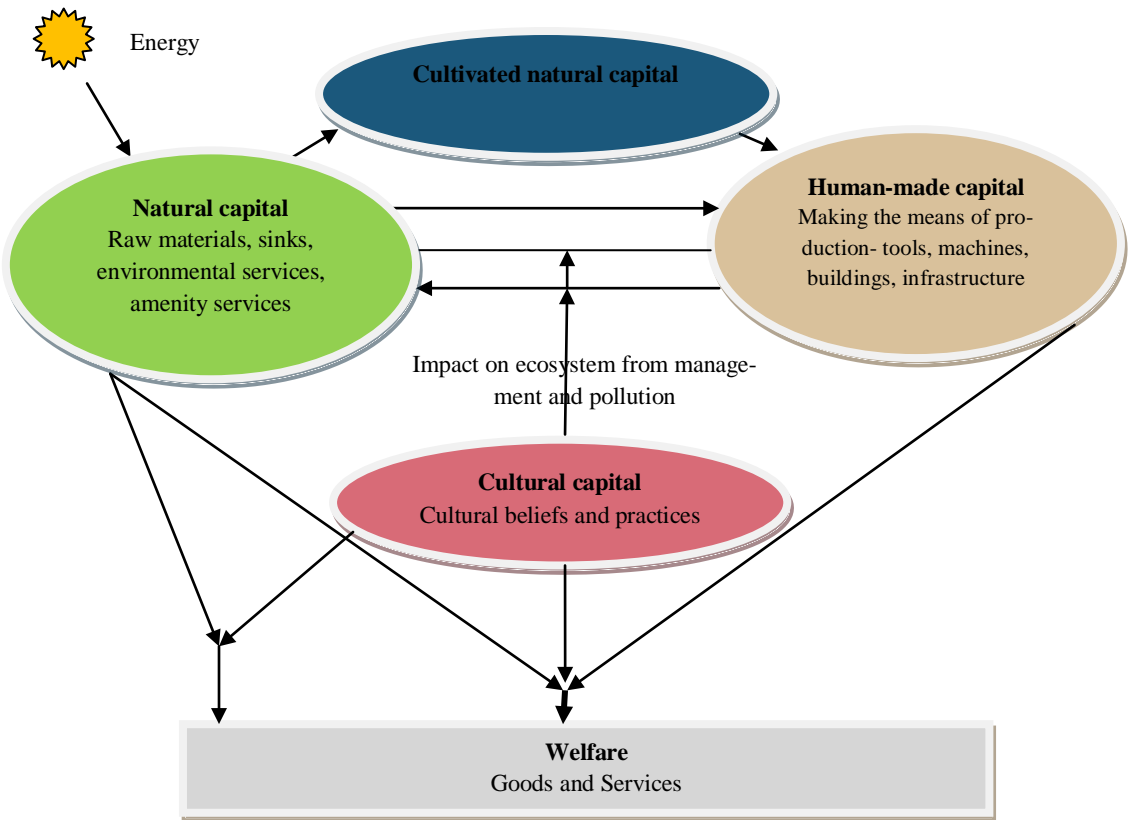 Energy
Cultivated natural capital
Natural capital
Raw materials, sinks,
environmental services,
amenity services
Human-made capital
Making the means of pro-
duction- tools, machines,
buildings, infrastructure
Impact on ecosystem from manage-
ment and pollution
Cultural capital
Cultural beliefs and practices
Welfare
Goods and Services